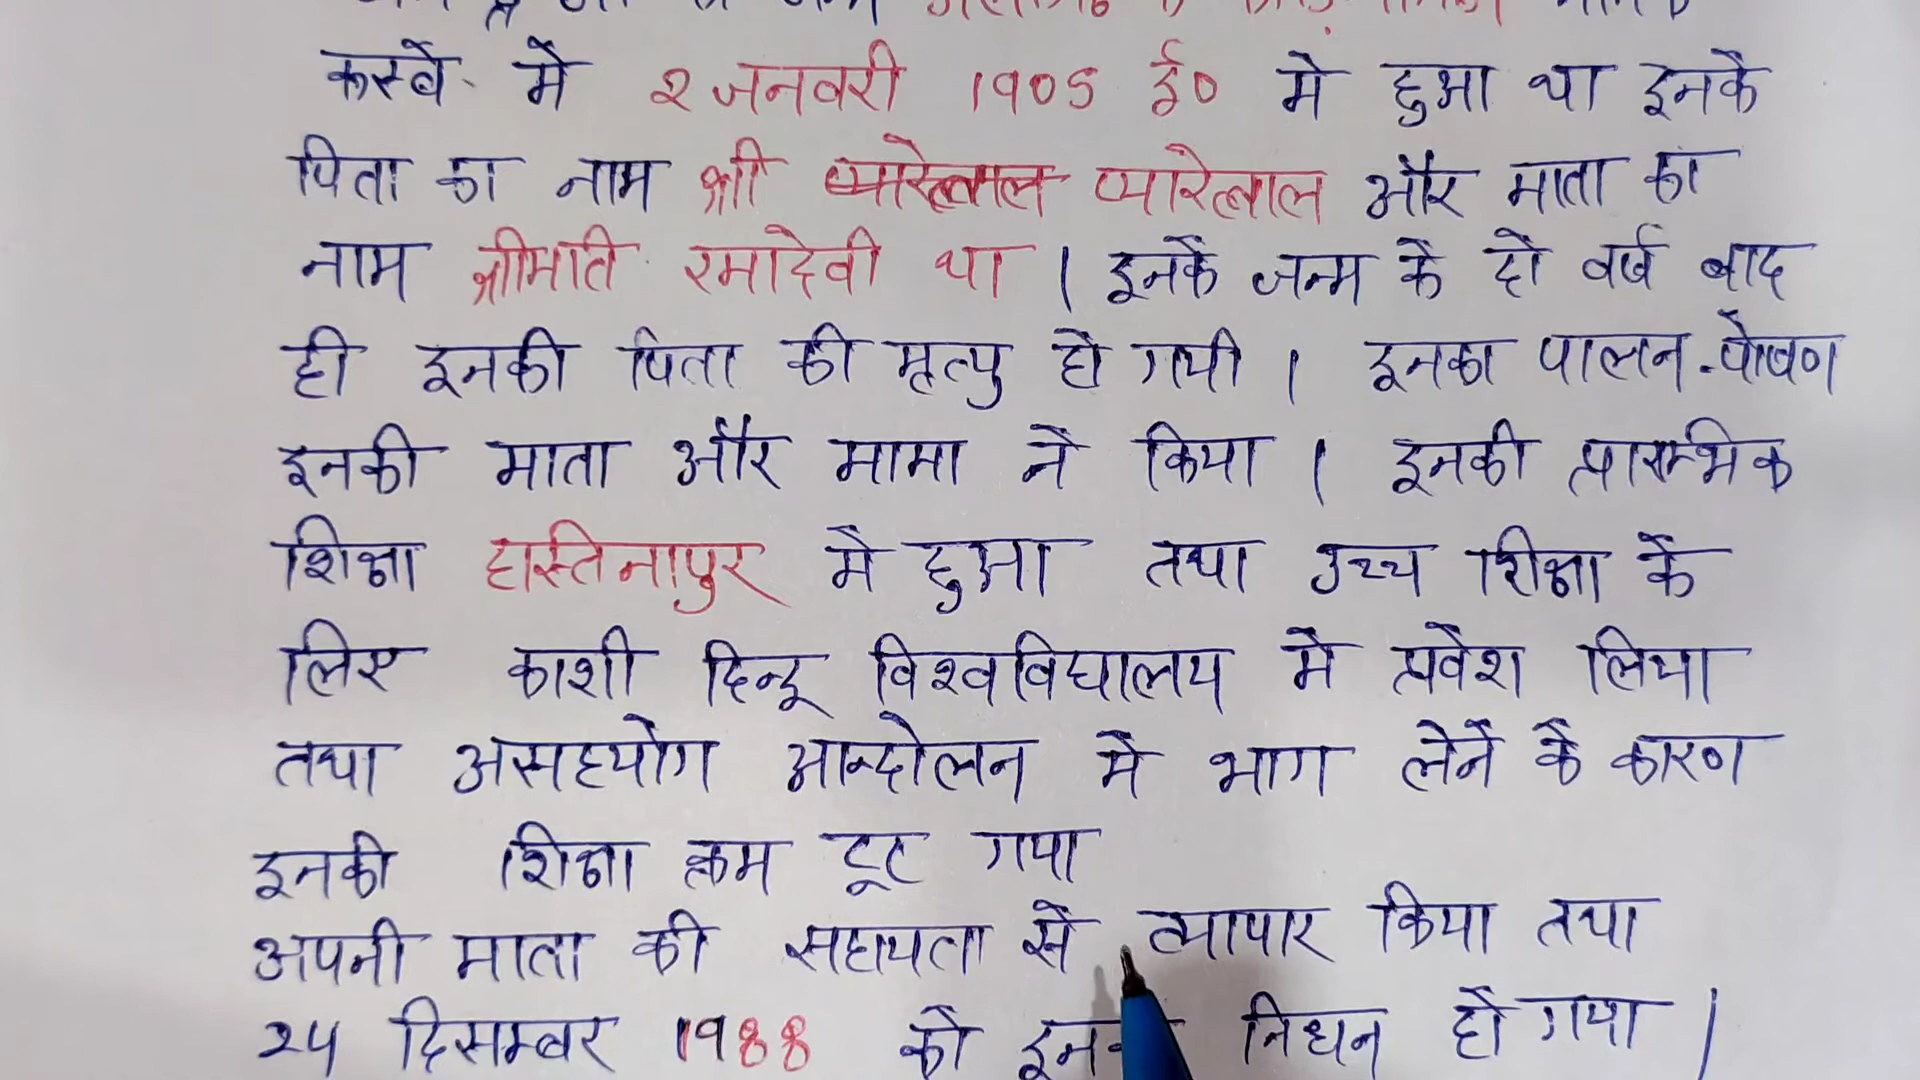 कस्बे में 2 जनवरी 1905 ई० मे हुआ था इनके
पिता का नाम श्री प्यारेलाल और माता का
नाम श्रीमति रमादेवी था । इनके जन्म के दो वर्ष बाद
ही इनकी पिता की मृत्यु हो गयी । इनका पालन-पोषण
इनकी माता और मामा ने किया । इनकी प्रारम्भिक
शिक्षा हास्तिनापुर मे हुआ तथा उच्च शिक्षा के
लिए काशी हिन्दू विश्वविद्यालय मे प्रवेश लिया
तथा असहयोग आन्दोलन मे भाग लेने के कारण
इनकी शिक्षा क्रम टूट गया
अपनी माता की सहायता से व्यापार किया तथा
24 दिसम्बर 1988 को निधन हो गया ।